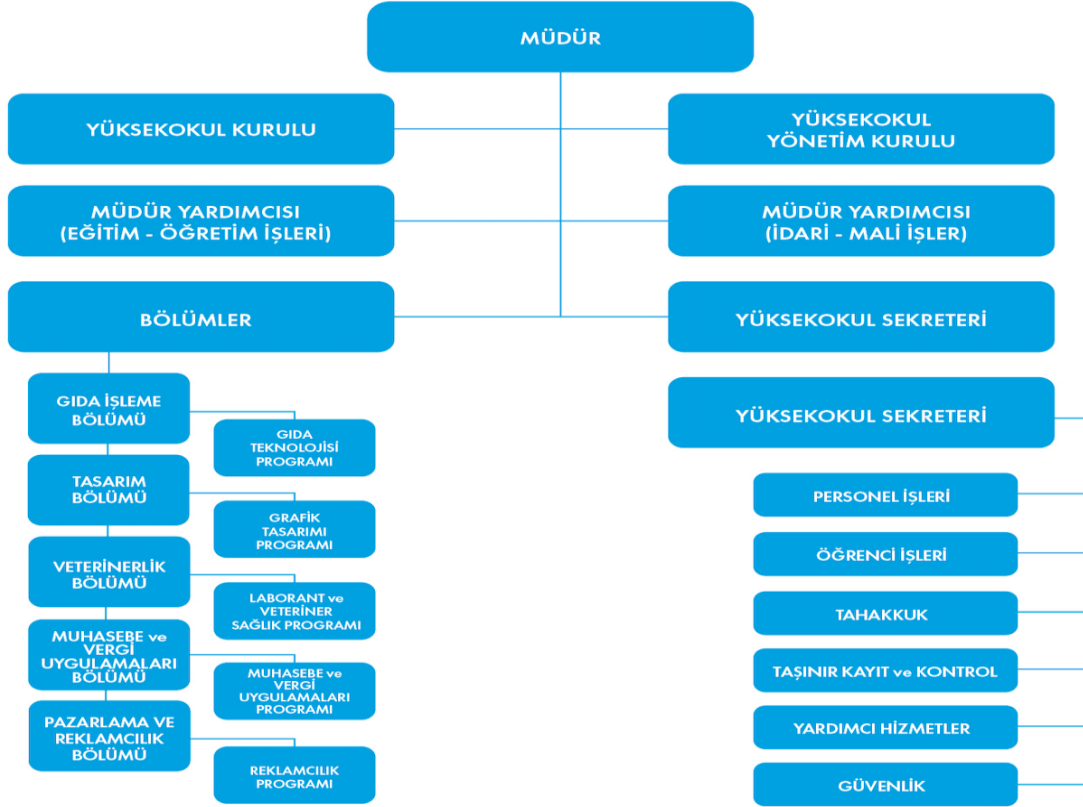 MÜDÜR
YÜKSEKOKUL KURULU
YÜKSEKOKUL
YÖNETİM KURULU
MÜDÜR YARDIMCISI
(EĞİTİM - ÖĞRETİM İŞLERİ)
MÜDÜR YARDIMCISI
(İDARİ - MALİ İŞLER)
BÖLÜMLER
YÜKSEKOKUL SEKRETERİ
GIDA İŞLEME
BÖLÜMÜ
GIDA
TEKNOLOJİSİ
PROGRAMI
TASARIM
BÖLÜMÜ
GRAFİK
TASARIMI
PROGRAMI
VETERİNERLİK
BÖLÜMÜ
LABORANT ve
VETERİNER
SAĞLIK PROGRAMI
MUHASEBE ve
VERGİ
UYGULAMALARI
BÖLÜMÜ
MUHASEBE ve
VERGİ
UYGULAMALARI
PROGRAMI
PAZARLAMA VE
REKLAMCILIK
BÖLÜMÜ
REKLAMCILIK
PROGRAMI
YÜKSEKOKUL SEKRETERİ
PERSONEL İŞLERİ
ÖĞRENCİ İŞLERİ
TAHAKKUK
TAŞINIR KAYIT ve KONTROL
YARDIMCI HİZMETLER
GÜVENLİK